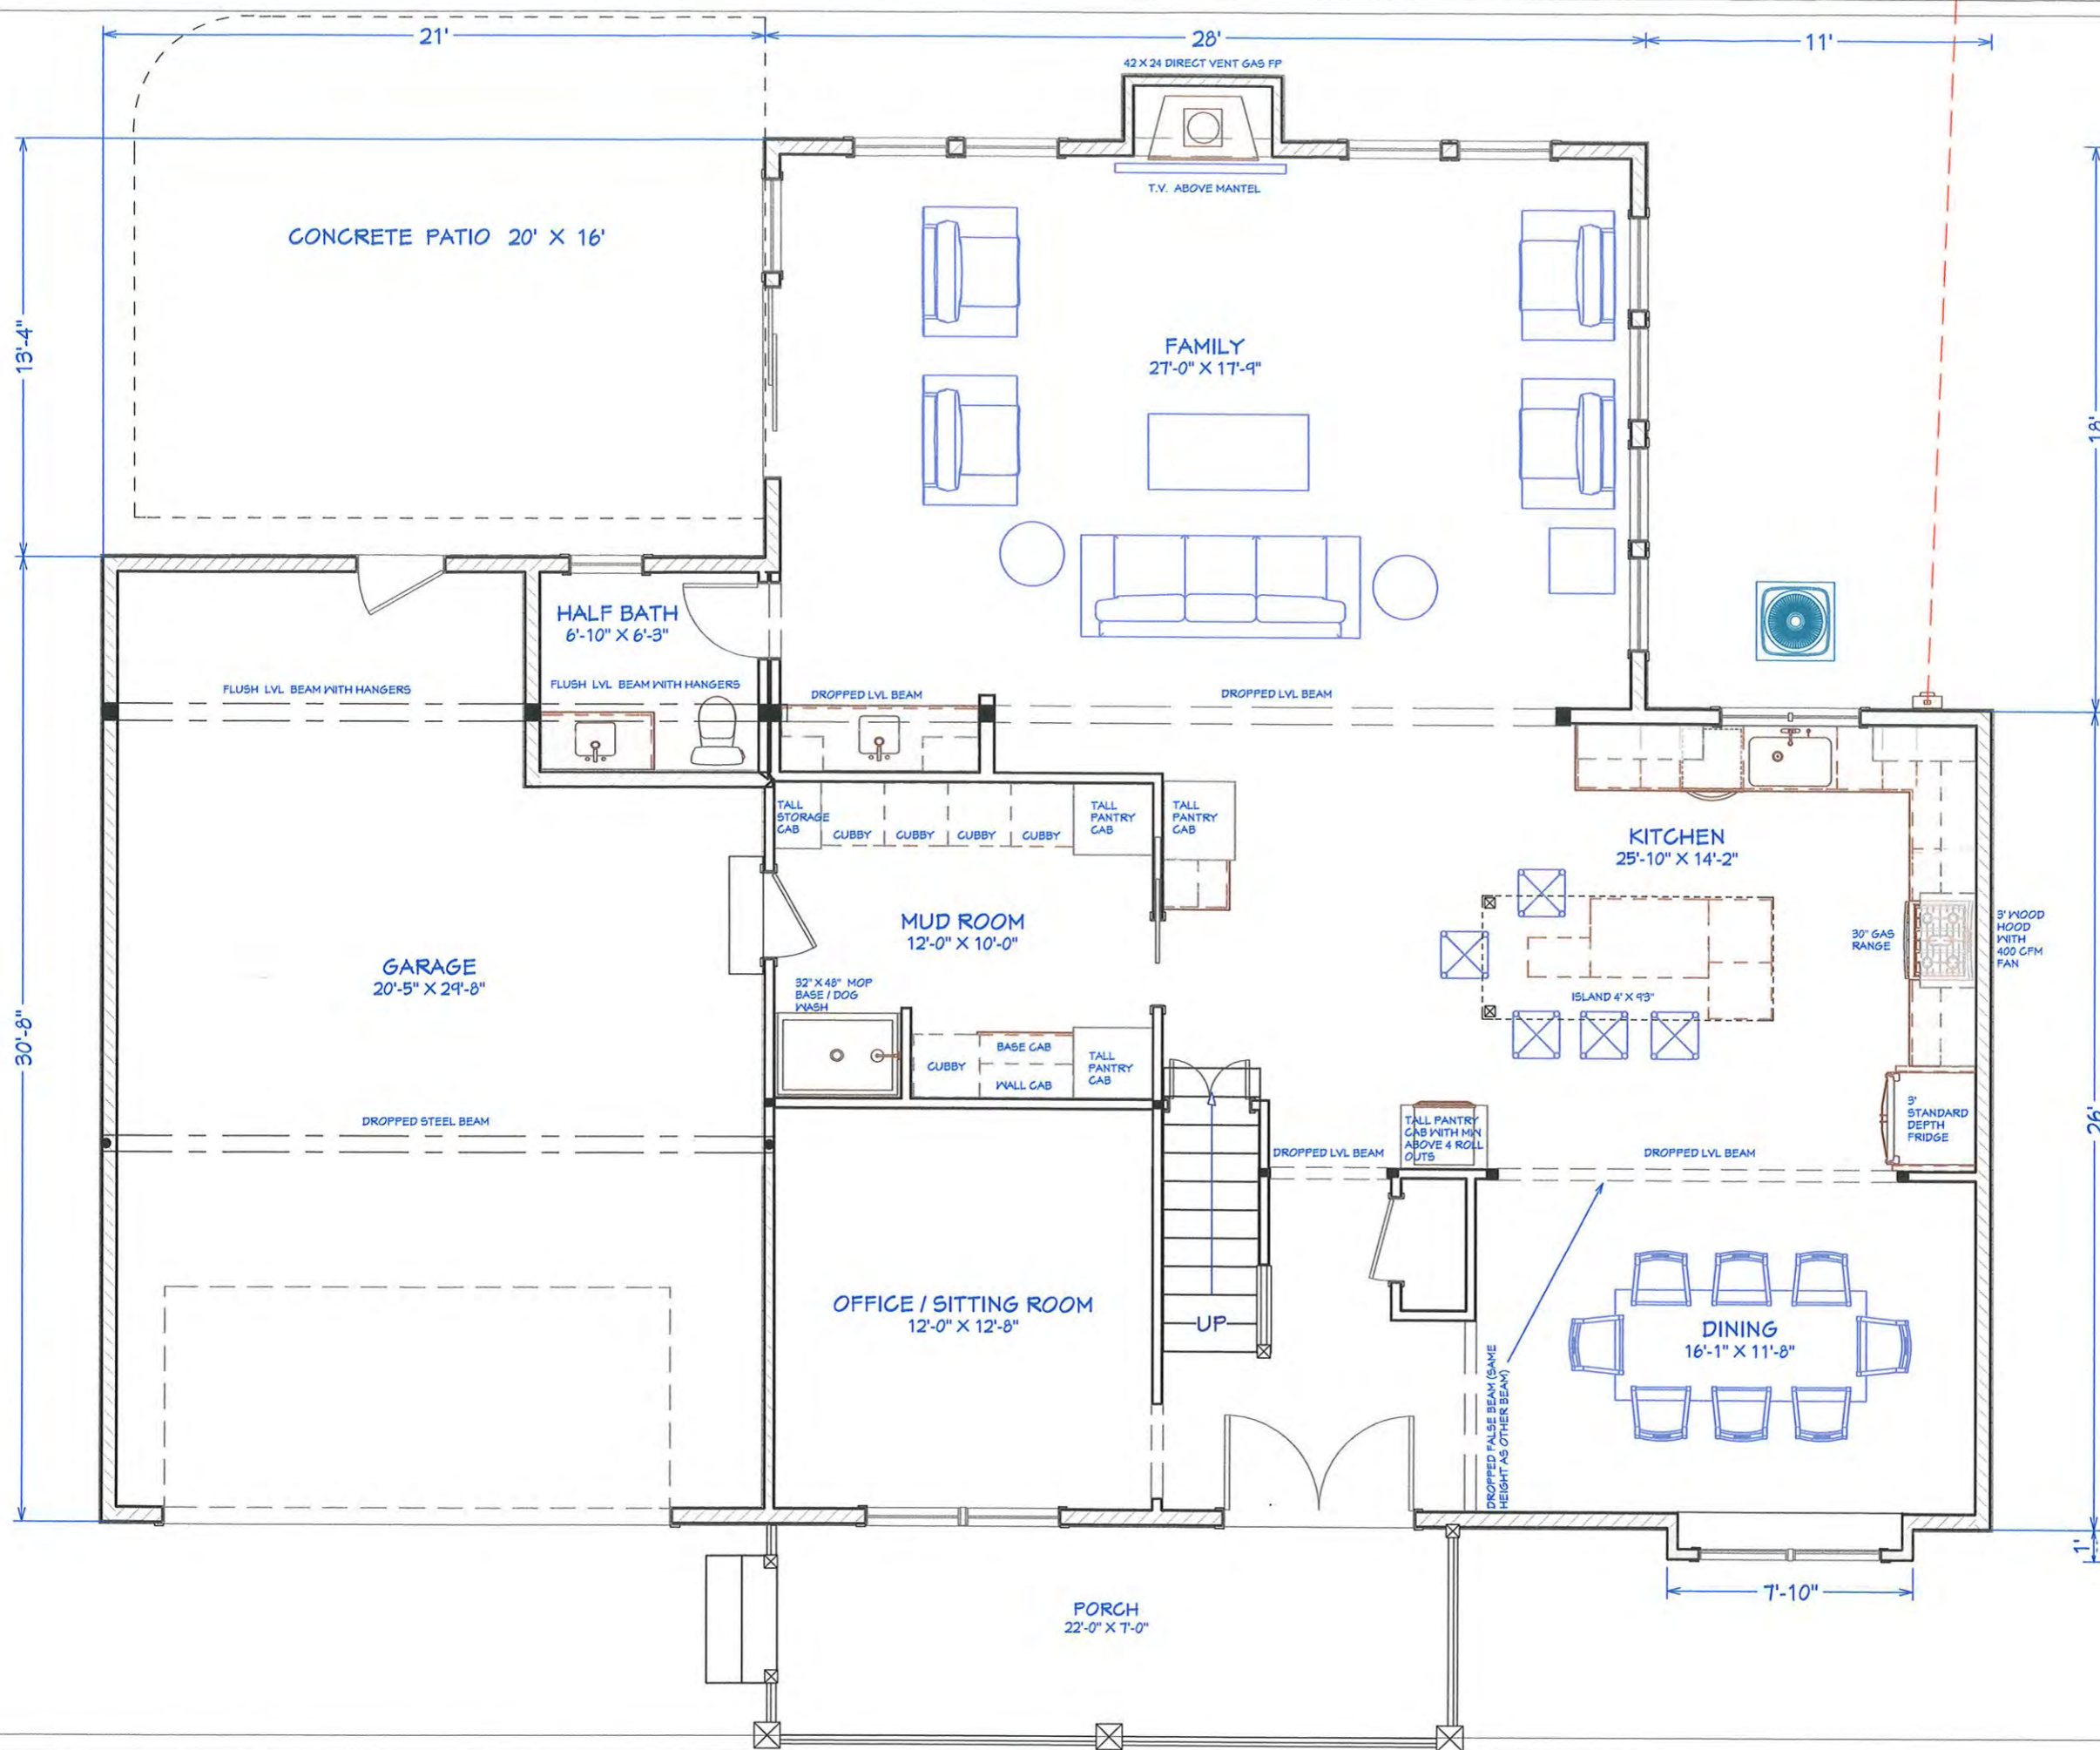 21'
28'
11'
42 X 24 DIRECT VENT GAS FP
T.V. ABOVE MANTEL
CONCRETE PATIO 20' X 16'
13'-4"
18'
FAMILY
27'-0" X 17'-9"
HALF BATH
6'-10" X 6'-3"
FLUSH LVL BEAM WITH HANGERS
FLUSH LVL BEAM WITH HANGERS
DROPPED LVL BEAM
DROPPED LVL BEAM
TALL
STORAGE
CAB
CUBBY
CUBBY
CUBBY
CUBBY
TALL
PANTRY
CAB
TALL
PANTRY
CAB
KITCHEN
25'-10" X 14'-2"
MUD ROOM
12'-0" X 10'-0"
30" GAS
RANGE
3' WOOD
HOOD
WITH
400 CFM
FAN
GARAGE
20'-5" X 29'-8"
32" X 48" MOP
BASE / DOG
WASH
ISLAND 4' X 9'3"
30'-8"
CUBBY
BASE CAB
WALL CAB
TALL
PANTRY
CAB
DROPPED STEEL BEAM
DROPPED LVL BEAM
TALL PANTRY
CAB WITH MW
ABOVE 4 ROLL
OUTS
DROPPED LVL BEAM
3'
STANDARD
DEPTH
FRIDGE
26'
OFFICE / SITTING ROOM
12'-0" X 12'-8"
UP
DROPPED FALSE BEAM (SAME
HEIGHT AS OTHER BEAM)
DINING
16'-1" X 11'-8"
1'
7'-10"
PORCH
22'-0" X 7'-0"